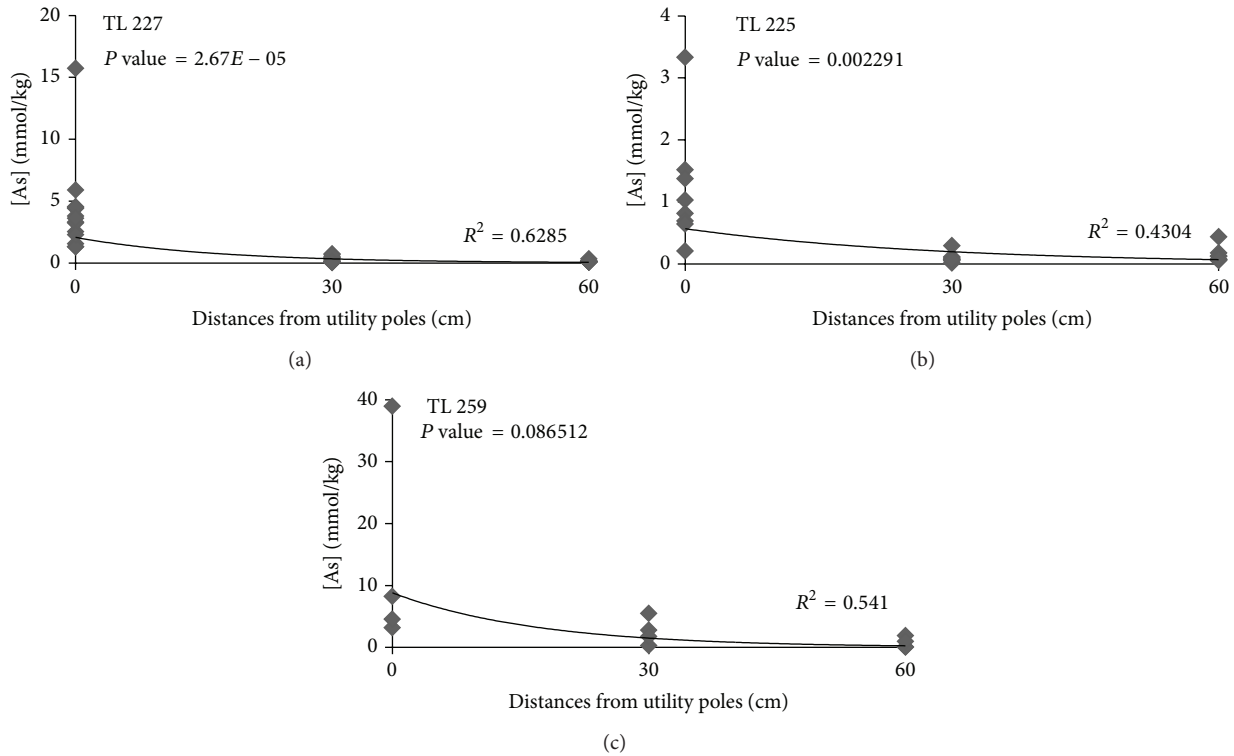 TL 227
P value = 2.67E − 05
20
15
10
5
0
[As] (mmol/kg)
R² = 0.6285
0 30 60
Distances from utility poles (cm)
(a)
TL 225
P value = 0.002291
4
3
2
1
0
[As] (mmol/kg)
R² = 0.4304
0 30 60
Distances from utility poles (cm)
(b)
TL 259
P value = 0.086512
40
30
20
10
0
[As] (mmol/kg)
R² = 0.541
0 30 60
Distances from utility poles (cm)
(c)